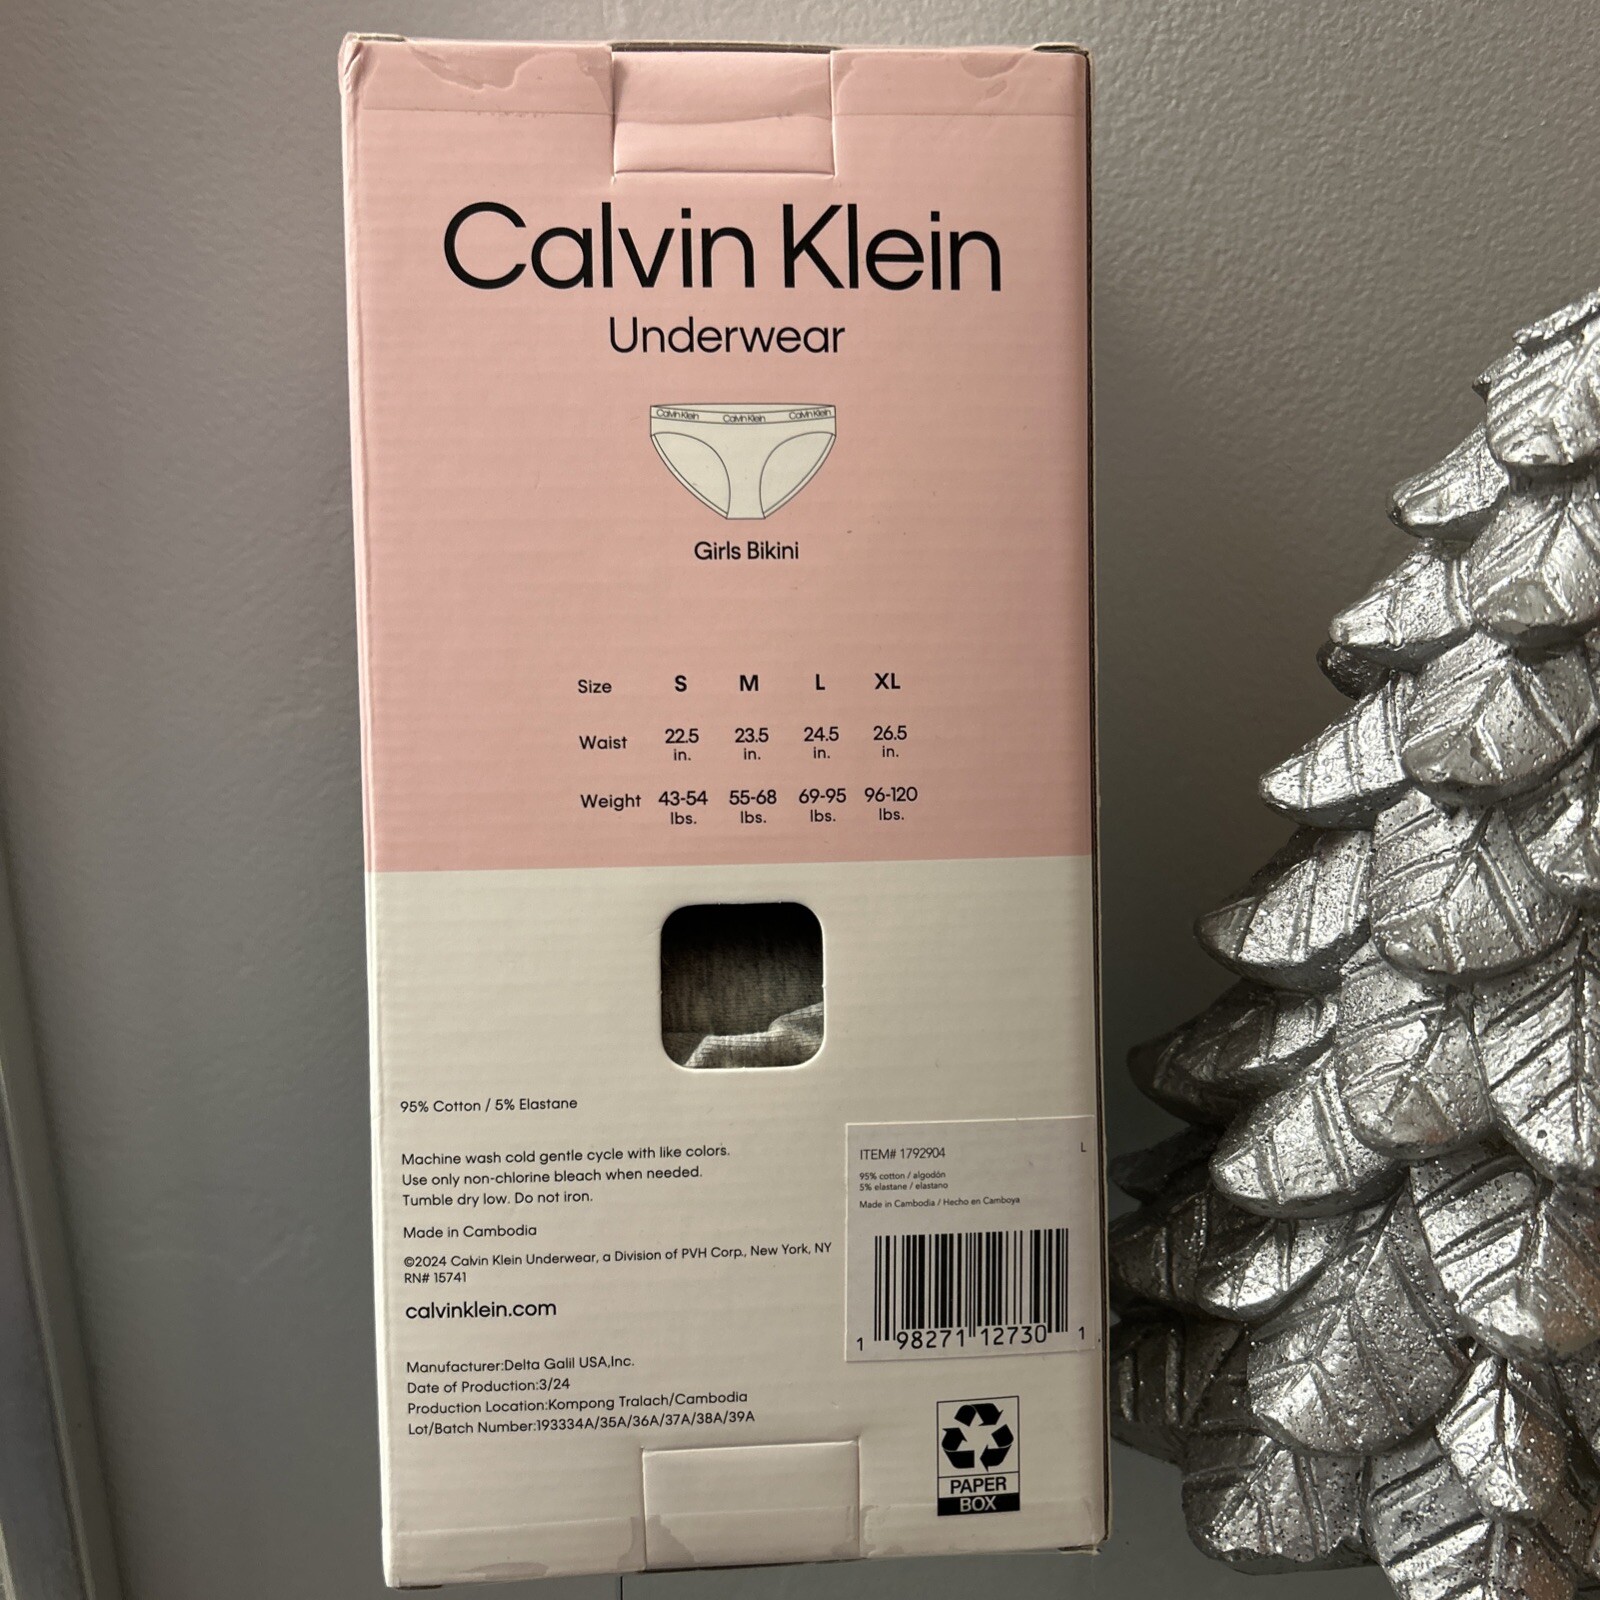 Calvin Klein
Underwear
Calvin Klein Calvin Klein Calvin Klein
Girls Bikini
Size S M L XL
Waist 22.5 in. 23.5 in. 24.5 in. 26.5 in.
Weight 43-54 lbs. 55-68 lbs. 69-95 lbs. 96-120 lbs.
95% Cotton / 5% Elastane
Machine wash cold gentle cycle with like colors.
Use only non-chlorine bleach when needed.
Tumble dry low. Do not iron.
Made in Cambodia
©2024 Calvin Klein Underwear, a Division of PVH Corp., New York, NY
RN# 15741
calvinklein.com
Manufacturer:Delta Galil USA,Inc.
Date of Production:3/24
Production Location:Kompong Tralach/Cambodia
Lot/Batch Number:193334A/35A/36A/37A/38A/39A
ITEM# 1792904 L
95% cotton / algodón
5% elastane / elastano
Made in Cambodia / Hecho en Camboya
1 98271 12730 1
PAPER
BOX